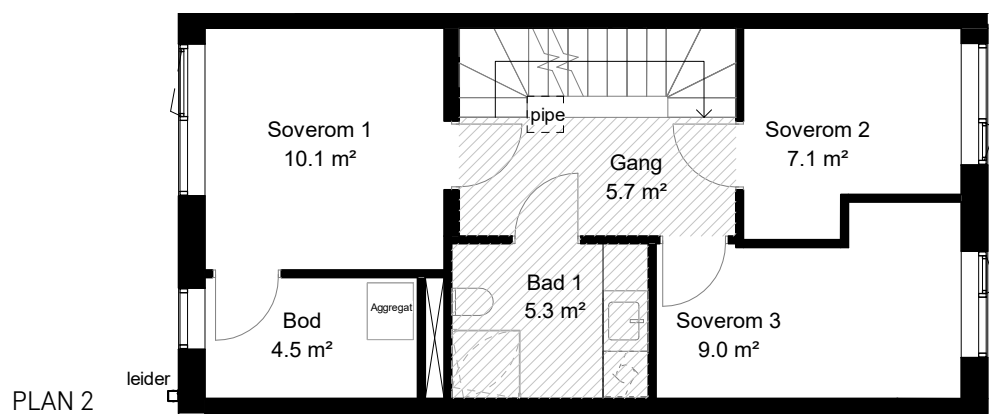 pipe
Soverom 1
10.1 m²
Soverom 2
7.1 m²
Gang
5.7 m²
Bad 1
5.3 m²
Bod
4.5 m²
Aggregat
Soverom 3
9.0 m²
leider
PLAN 2